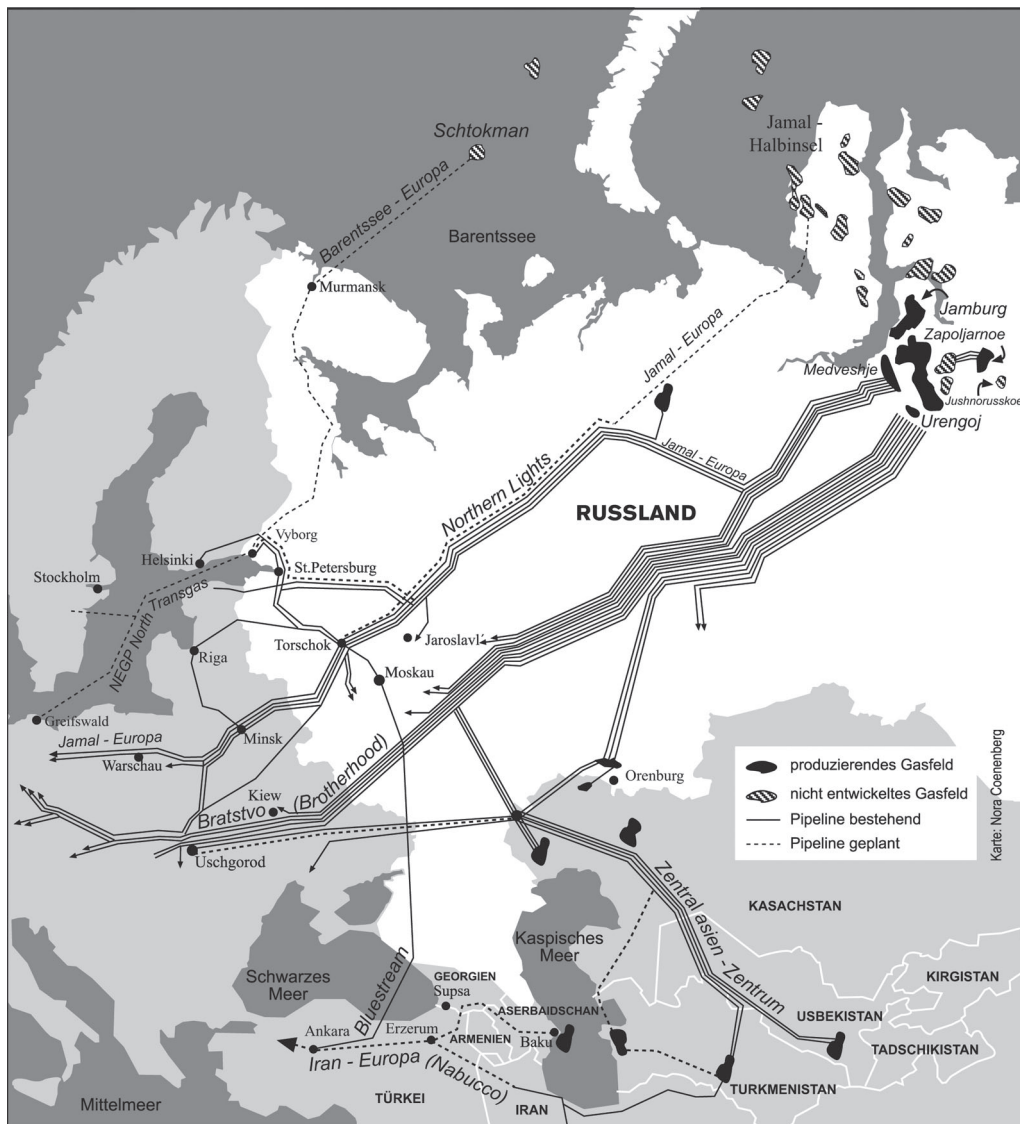 Schtokman
Jamal -
Halbinsel
Barentssee - Europa
Barentssee
Murmansk
Jamburg
Zapoljarnoe
Medveshje
Jushnorusskoe
Urengoj
Jamal - Europa
Jamal - Europa
Northern Lights
RUSSLAND
Vyborg
Helsinki
St.Petersburg
Stockholm
NEGP North Transgas
Torschok
Jaroslavl´
Riga
Moskau
Greifswald
Minsk
Jamal - Europa
Warschau
Orenburg
Kiew
Bratstvo (Brotherhood)
Uschgorod
produzierendes Gasfeld
nicht entwickeltes Gasfeld
Pipeline bestehend
Pipeline geplant
Karte: Nora Coenenberg
Zentral asien - Zentrum
KASACHSTAN
Kaspisches
Meer
Schwarzes
Meer
Bluestream
GEORGIEN
Supsa
KIRGISTAN
ASERBAIDSCHAN
USBEKISTAN
Ankara
Erzerum
ARMENIEN
Baku
TADSCHIKISTAN
Iran - Europa (Nabucco)
TURKMENISTAN
TÜRKEI
IRAN
Mittelmeer